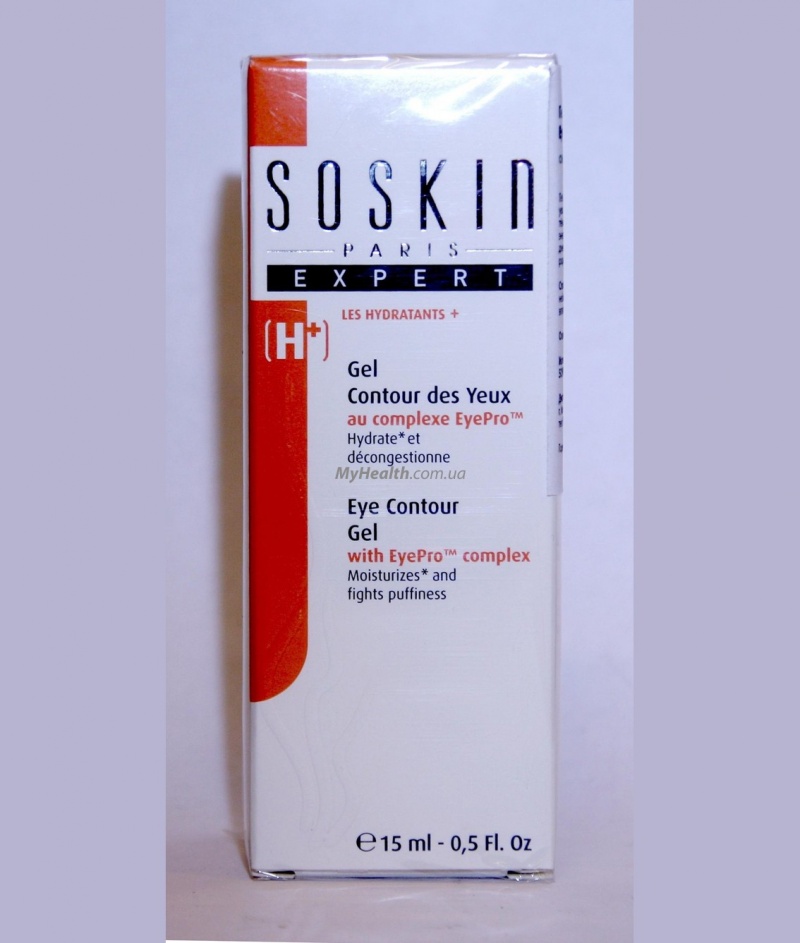 SOSKIN
PARIS
EXPERT
LES HYDRATANTS +
(H+)
Gel
Contour des Yeux
au complexe EyePro™
Hydrate* et
décongestionne
MyHealth.com.ua
Eye Contour
Gel
with EyePro™ complex
Moisturizes* and
fights puffiness
℮ 15 ml - 0,5 Fl. Oz